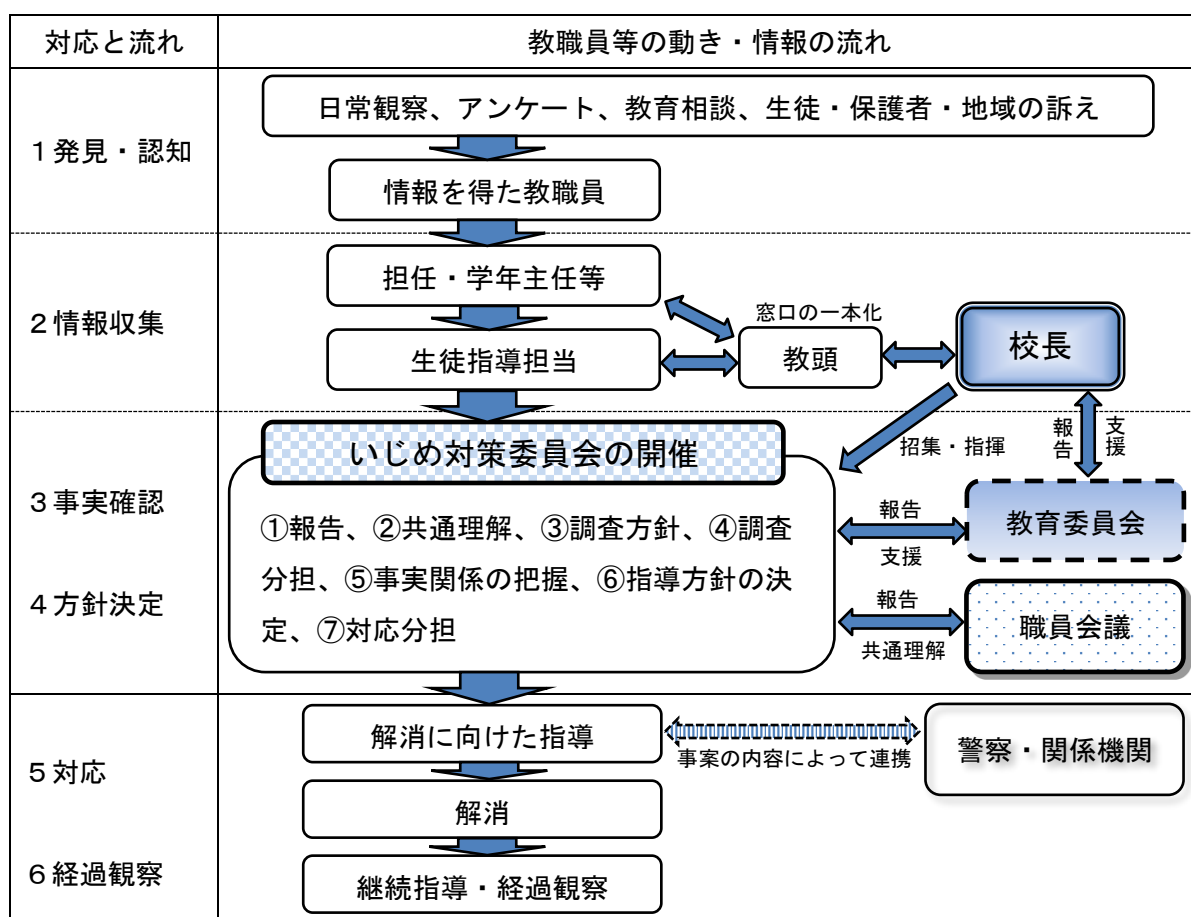 対応と流れ
教職員等の動き・情報の流れ
1発見・認知
日常観察、アンケート、教育相談、生徒・保護者・地域の訴え
情報を得た教職員
2情報収集
担任・学年主任等
生徒指導担当
窓口の一本化
教頭
校長
招集・指揮
報告
支援
3事実確認
4方針決定
いじめ対策委員会の開催
①報告、②共通理解、③調査方針、④調査
分担、⑤事実関係の把握、⑥指導方針の決
定、⑦対応分担
報告
支援
教育委員会
報告
共通理解
職員会議
5対応
解消に向けた指導
事案の内容によって連携
警察・関係機関
解消
6経過観察
継続指導・経過観察